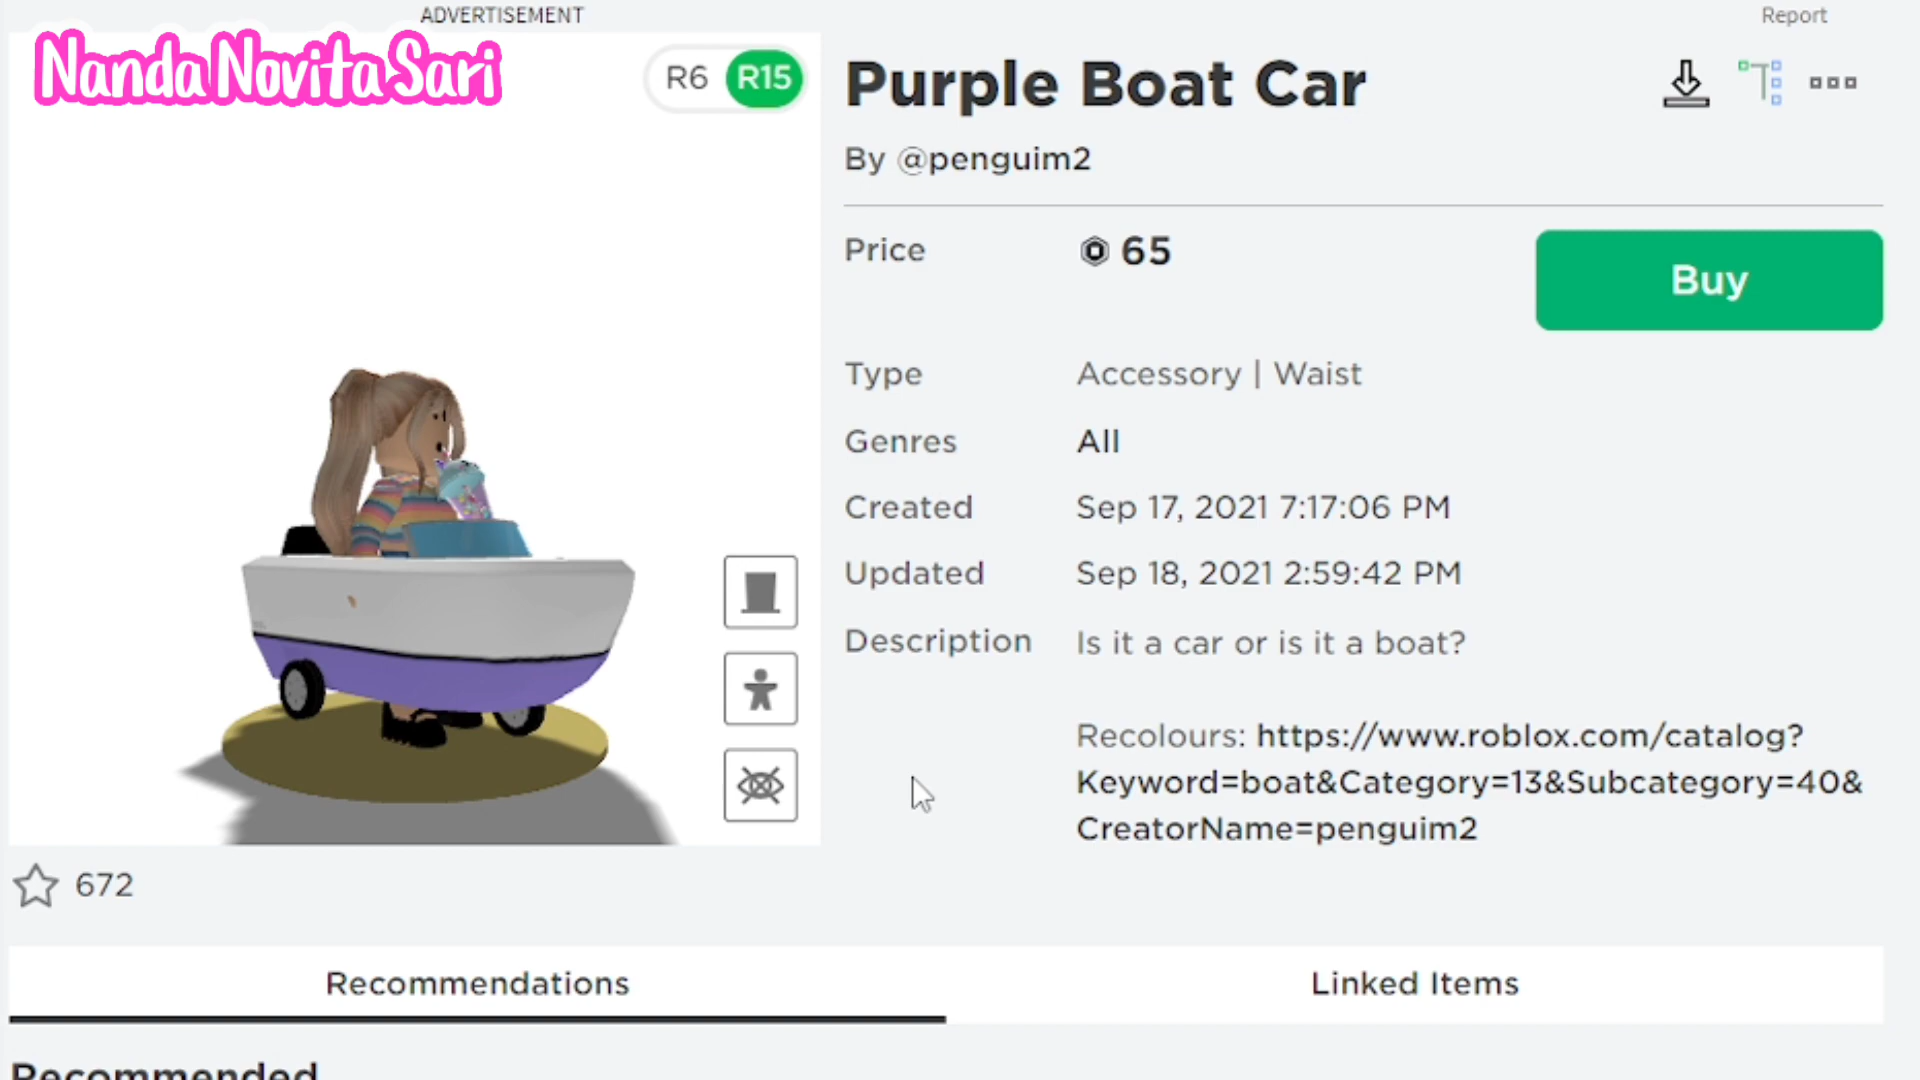 ADVERTISEMENT
Report
Nanda Novita Sari
R6 R15
Purple Boat Car
By @penguim2
Price 65
Buy
Type Accessory | Waist
Genres All
Created Sep 17, 2021 7:17:06 PM
Updated Sep 18, 2021 2:59:42 PM
Description Is it a car or is it a boat?
Recolours: https://www.roblox.com/catalog?
Keyword=boat&Category=13&Subcategory=40&
CreatorName=penguim2
672
Recommendations
Linked Items
Recommended